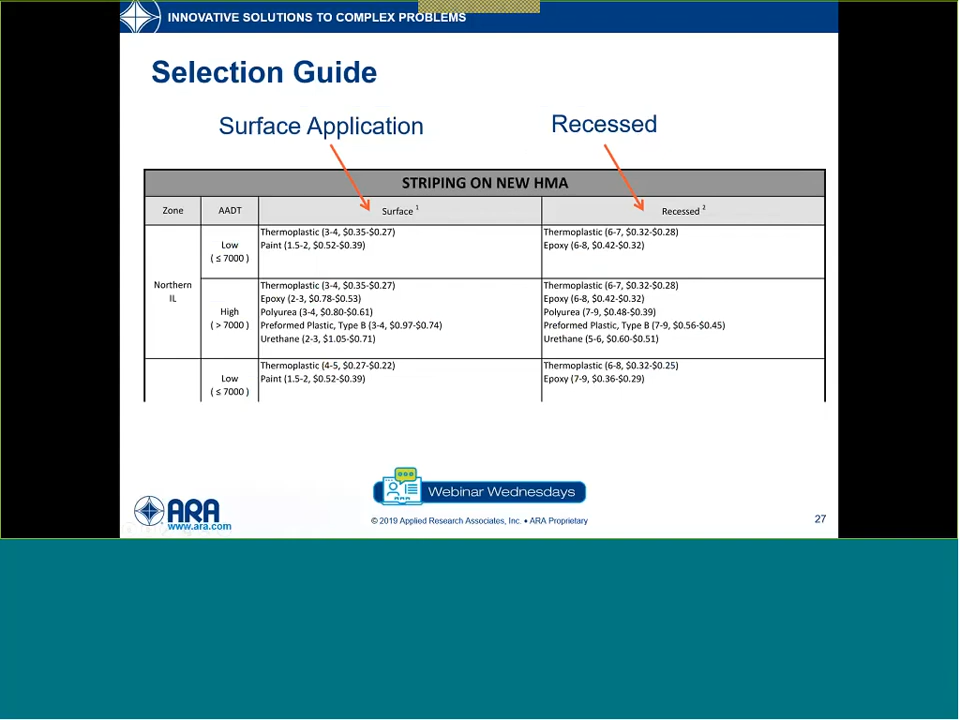 INNOVATIVE SOLUTIONS TO COMPLEX PROBLEMS
Selection Guide
Surface Application
Recessed
STRIPING ON NEW HMA
Zone
AADT
Surface 1
Recessed 2
Northern
IL
Low
( ≤ 7000 )
Thermoplastic (3-4, $0.35-$0.27)
Paint (1.5-2, $0.52-$0.39)
Thermoplastic (6-7, $0.32-$0.28)
Epoxy (6-8, $0.42-$0.32)
High
( > 7000 )
Thermoplastic (3-4, $0.35-$0.27)
Epoxy (2-3, $0.78-$0.53)
Polyurea (3-4, $0.80-$0.61)
Preformed Plastic, Type B (3-4, $0.97-$0.74)
Urethane (2-3, $1.05-$0.71)
Thermoplastic (6-7, $0.32-$0.28)
Epoxy (6-8, $0.42-$0.32)
Polyurea (7-9, $0.48-$0.39)
Preformed Plastic, Type B (7-9, $0.56-$0.45)
Urethane (5-6, $0.60-$0.51)
Low
( ≤ 7000 )
Thermoplastic (4-5, $0.27-$0.22)
Paint (1.5-2, $0.52-$0.39)
Thermoplastic (6-8, $0.32-$0.25)
Epoxy (7-9, $0.36-$0.29)
ARA
Webinar Wednesdays
ARA
www.ara.com
© 2019 Applied Research Associates, Inc. • ARA Proprietary
27